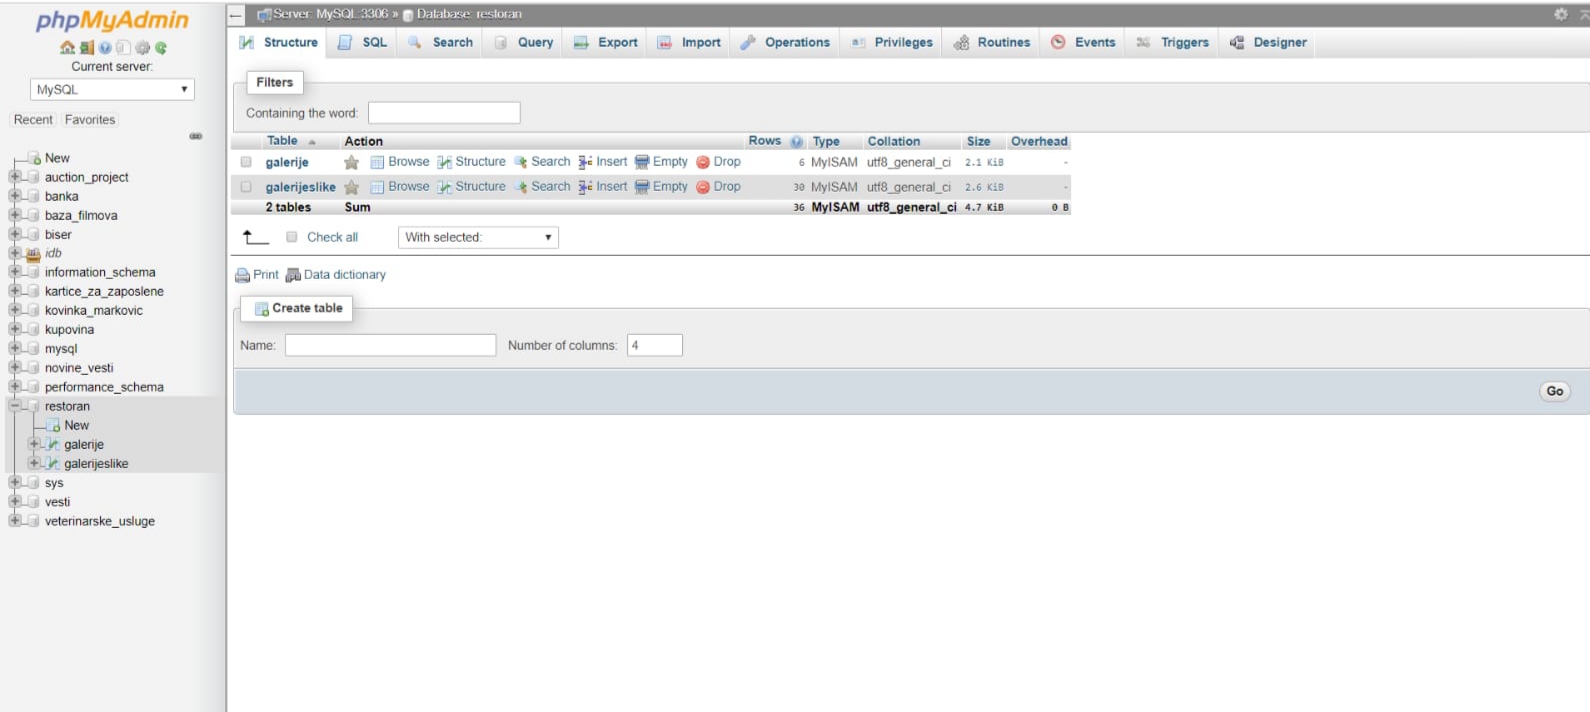 phpMyAdmin
Current server:
MySQL
Recent Favorites
New
auction_project
banka
baza_filmova
biser
idb
information_schema
kartice_za_zaposlene
kovinka_markovic
kupovina
mysql
novine_vesti
performance_schema
restoran
New
galerije
galerijeslike
sys
vesti
veterinarske_usluge
Server: MySQL:3306 » Database: restoran
Structure SQL Search Query Export Import Operations Privileges Routines Events Triggers Designer
Filters
Containing the word:
Table Action Rows Type Collation Size Overhead
galerije Browse Structure Search Insert Empty Drop 6 MyISAM utf8_general_ci 2.1 KiB -
galerijeslike Browse Structure Search Insert Empty Drop 30 MyISAM utf8_general_ci 2.6 KiB -
2 tables Sum 36 MyISAM utf8_general_ci 4.7 KiB 0 B
Check all With selected:
Print Data dictionary
Create table
Name: Number of columns: 4
Go